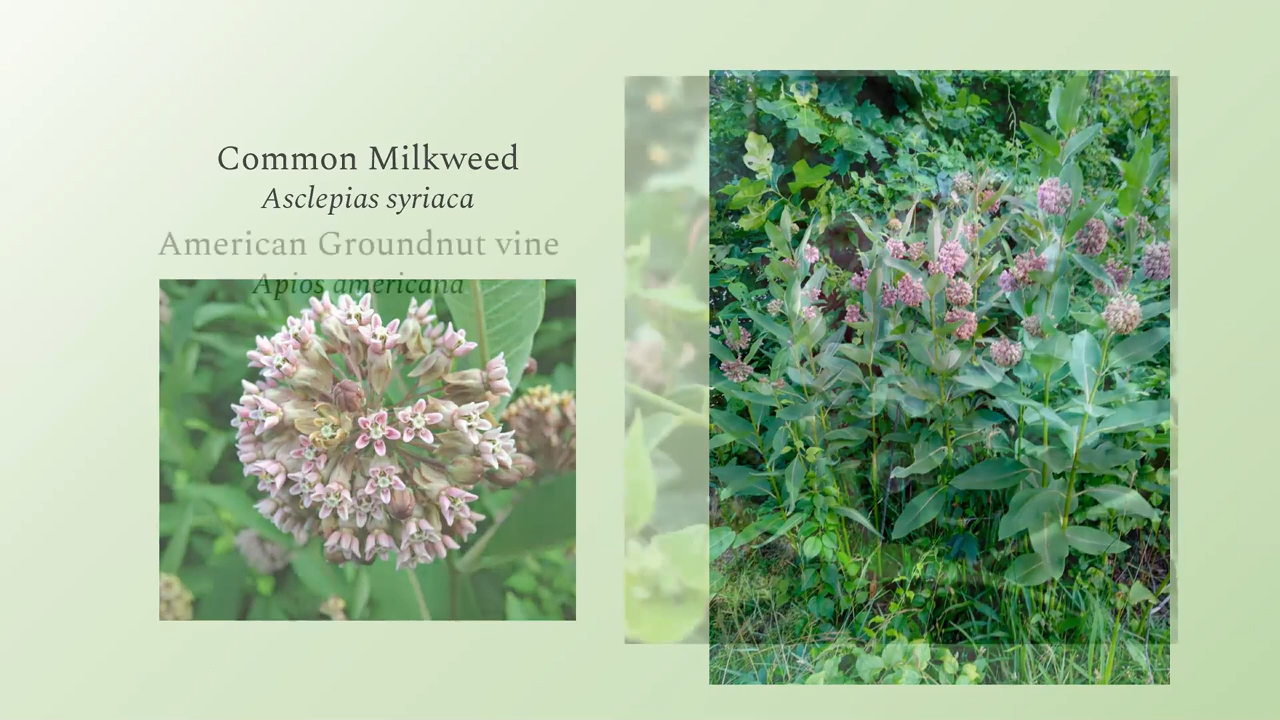 Common Milkweed
Asclepias syriaca
American Groundnut vine
Apios americana